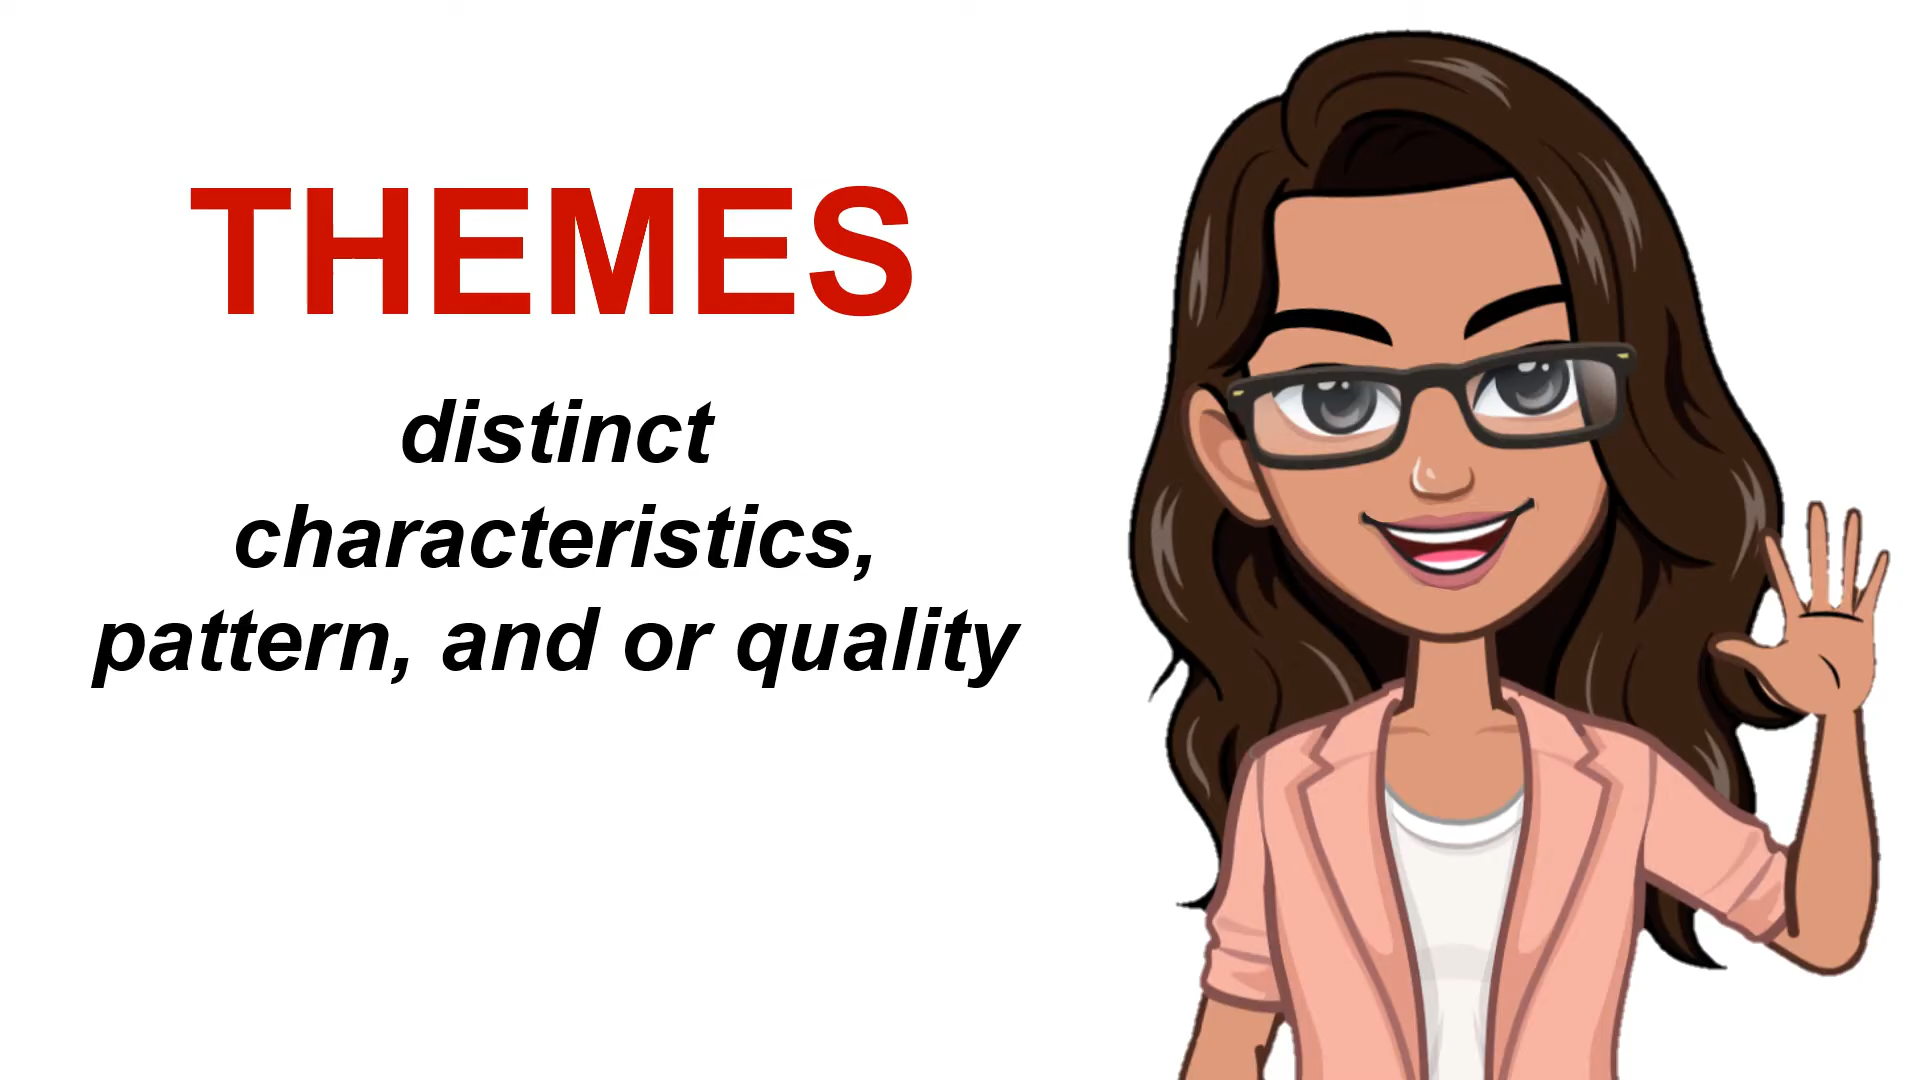 THEMES
distinct
characteristics,
pattern, and or quality